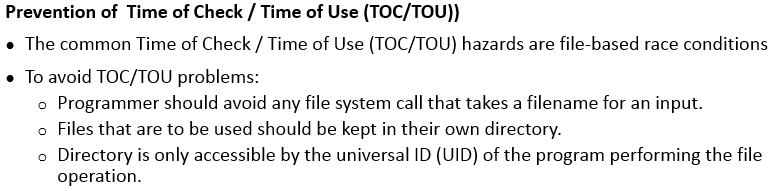 Prevention of  Time of Check / Time of Use (TOC/TOU))
• The common Time of Check / Time of Use (TOC/TOU) hazards are file-based race conditions
• To avoid TOC/TOU problems:
o Programmer should avoid any file system call that takes a filename for an input.
o Files that are to be used should be kept in their own directory.
o Directory is only accessible by the universal ID (UID) of the program performing the file
operation.